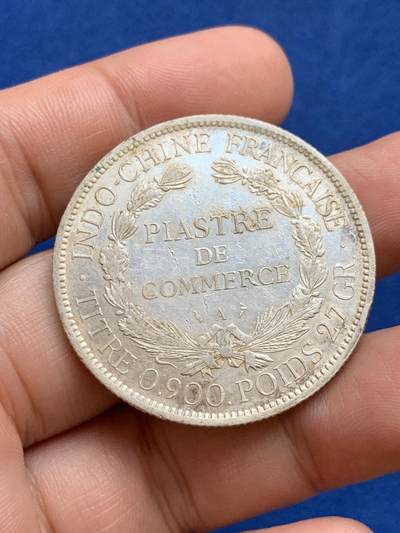 INDO-CHINE FRANÇAISE
PIASTRE
DE
COMMERCE
A
TITRE 0,900. POIDS 27 GR.